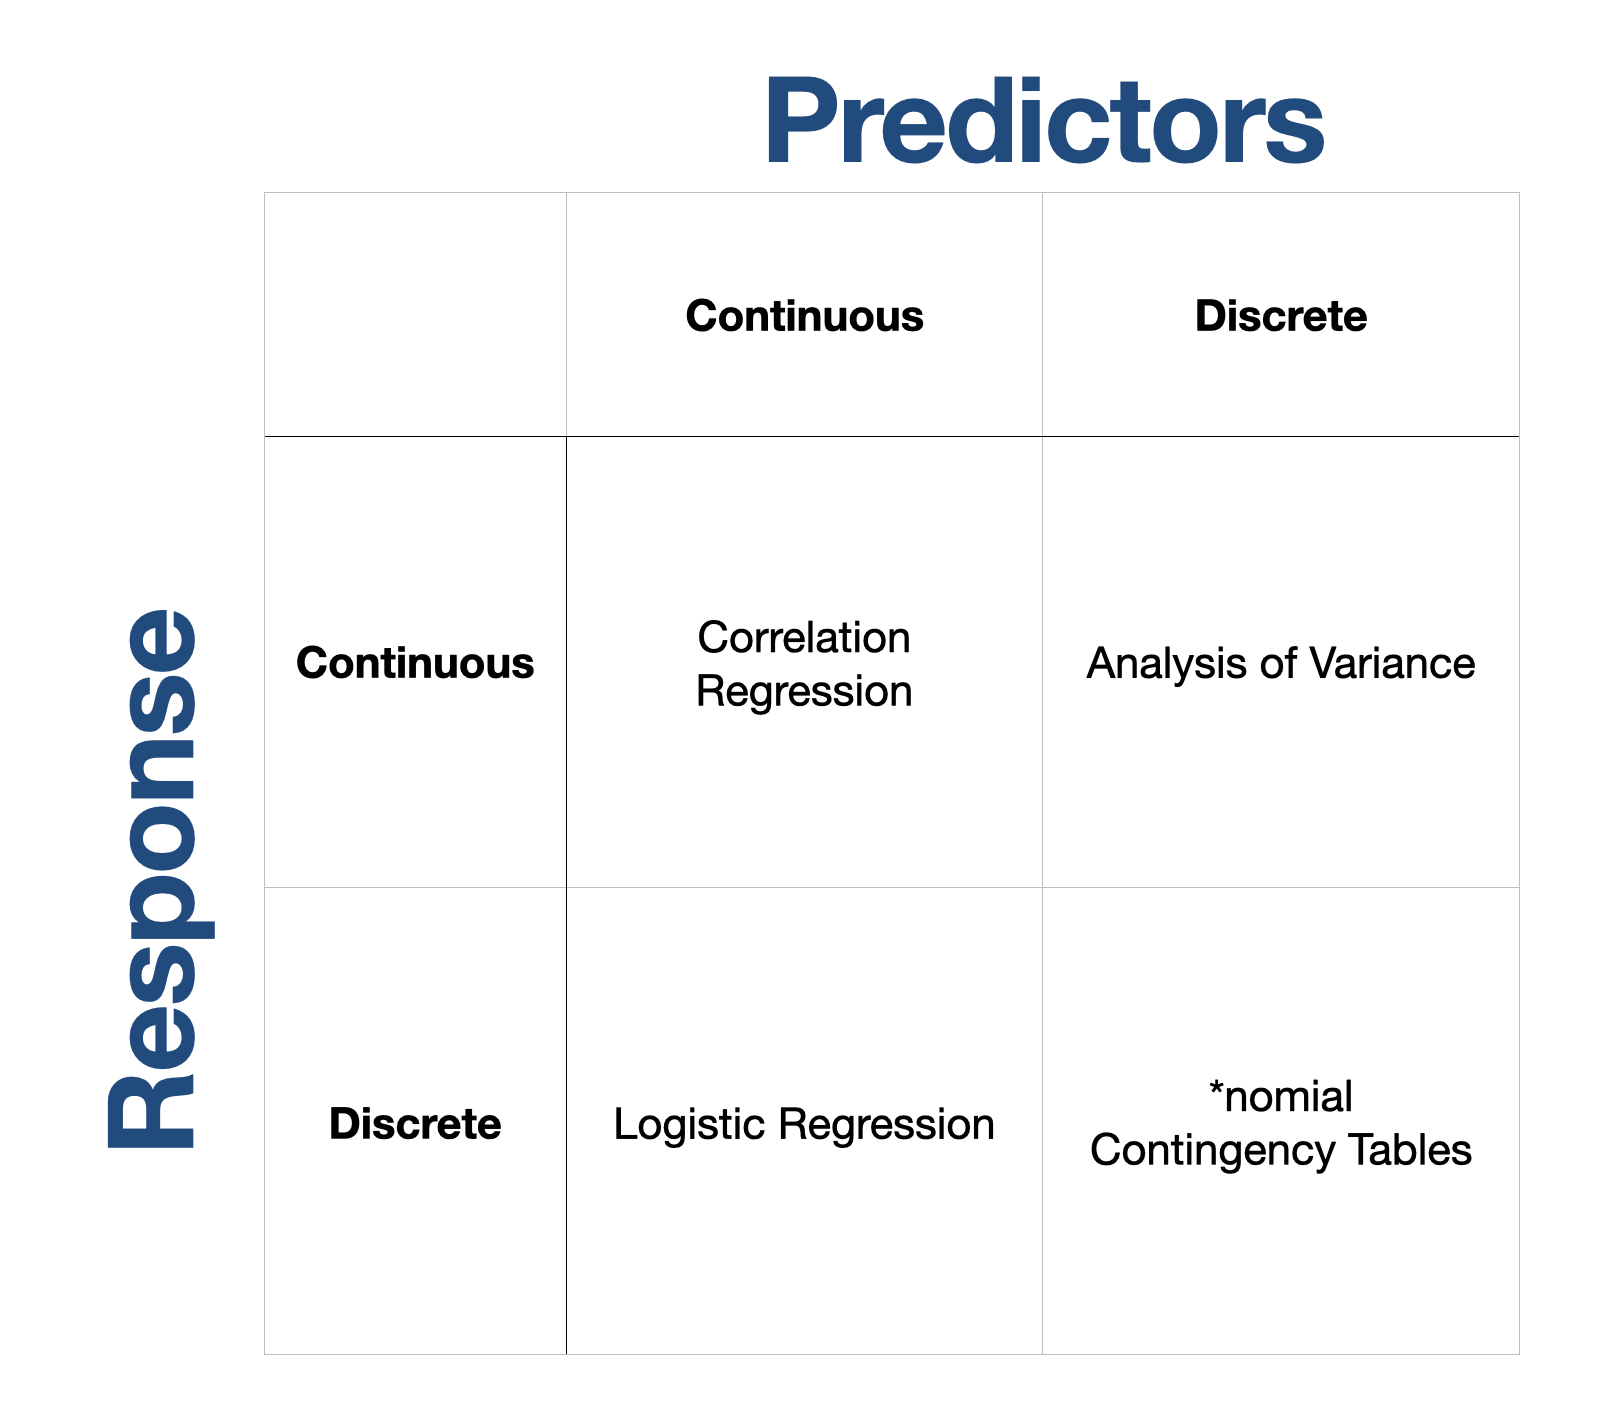 Predictors
Continuous Discrete
Response
Continuous
Correlation
Regression
Analysis of Variance
Discrete
Logistic Regression
*nomial
Contingency Tables